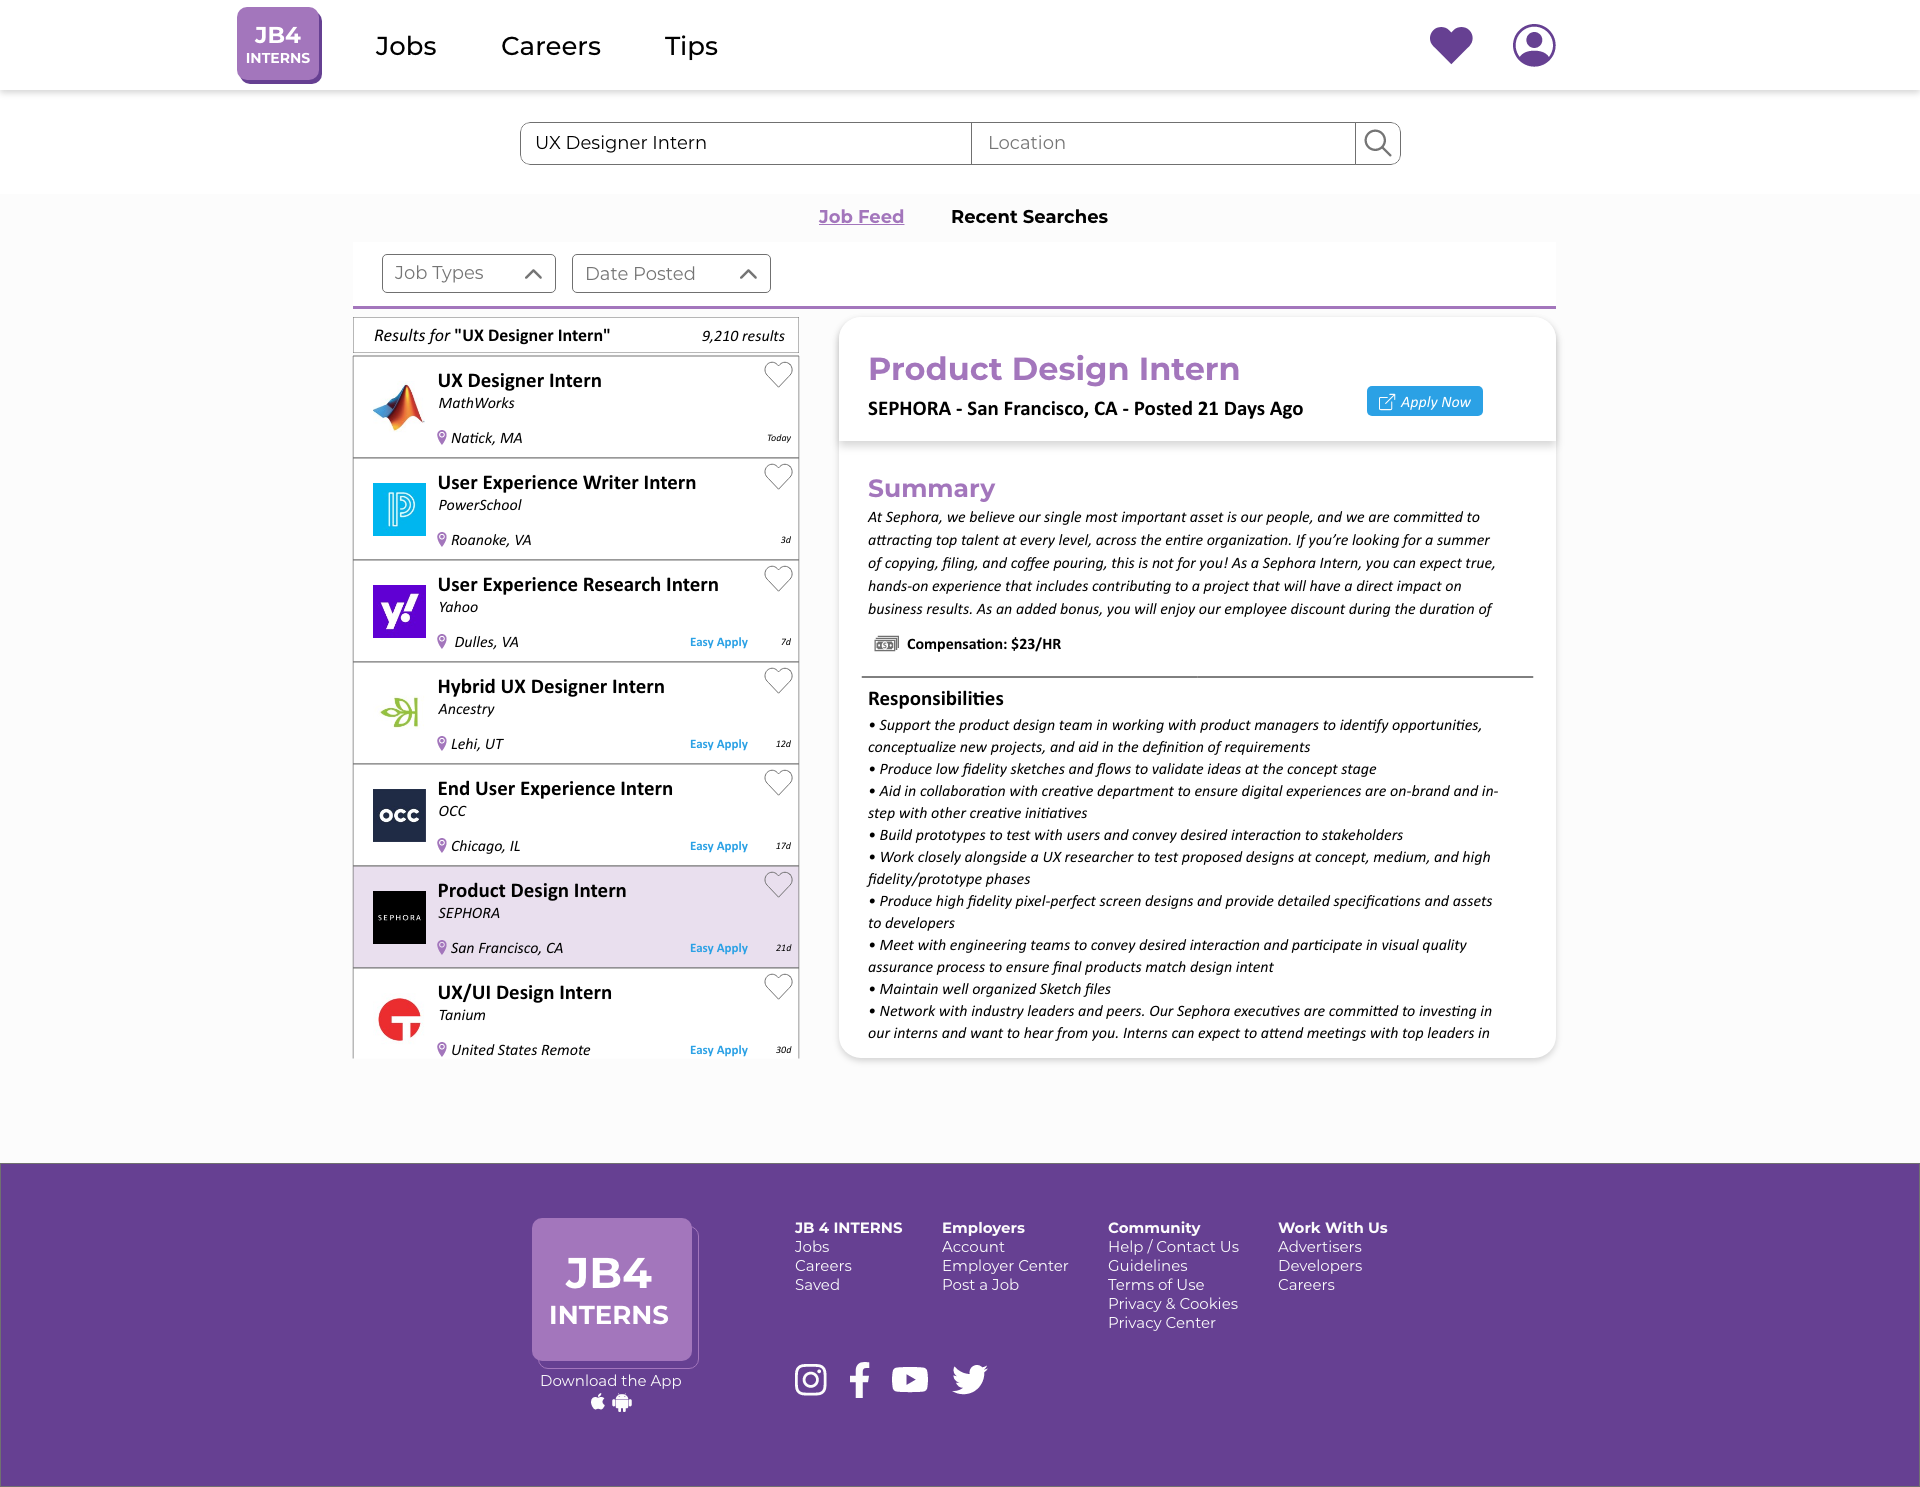 JB4
INTERNS
Jobs Careers Tips
UX Designer Intern Location
Job Feed Recent Searches
Job Types Date Posted
Results for "UX Designer Intern" 9,210 results
UX Designer Intern
MathWorks
Natick, MA Today
User Experience Writer Intern
PowerSchool
Roanoke, VA 3d
y!
User Experience Research Intern
Yahoo
Dulles, VA Easy Apply 7d
Hybrid UX Designer Intern
Ancestry
Lehi, UT Easy Apply 12d
OCC
End User Experience Intern
OCC
Chicago, IL Easy Apply 17d
SEPHORA
Product Design Intern
SEPHORA
San Francisco, CA Easy Apply 21d
UX/UI Design Intern
Tanium
United States Remote Easy Apply 30d
Product Design Intern
SEPHORA - San Francisco, CA - Posted 21 Days Ago
Apply Now
Summary
At Sephora, we believe our single most important asset is our people, and we are committed to
attracting top talent at every level, across the entire organization. If you’re looking for a summer
of copying, filing, and coffee pouring, this is not for you! As a Sephora Intern, you can expect true,
hands-on experience that includes contributing to a project that will have a direct impact on
business results. As an added bonus, you will enjoy our employee discount during the duration of
Compensation: $23/HR
Responsibilities
• Support the product design team in working with product managers to identify opportunities,
conceptualize new projects, and aid in the definition of requirements
• Produce low fidelity sketches and flows to validate ideas at the concept stage
• Aid in collaboration with creative department to ensure digital experiences are on-brand and in-
step with other creative initiatives
• Build prototypes to test with users and convey desired interaction to stakeholders
• Work closely alongside a UX researcher to test proposed designs at concept, medium, and high
fidelity/prototype phases
• Produce high fidelity pixel-perfect screen designs and provide detailed specifications and assets
to developers
• Meet with engineering teams to convey desired interaction and participate in visual quality
assurance process to ensure final products match design intent
• Maintain well organized Sketch files
• Network with industry leaders and peers. Our Sephora executives are committed to investing in
our interns and want to hear from you. Interns can expect to attend meetings with top leaders in
JB4
INTERNS
Download the App
JB 4 INTERNS
Jobs
Careers
Saved
Employers
Account
Employer Center
Post a Job
Community
Help / Contact Us
Guidelines
Terms of Use
Privacy & Cookies
Privacy Center
Work With Us
Advertisers
Developers
Careers